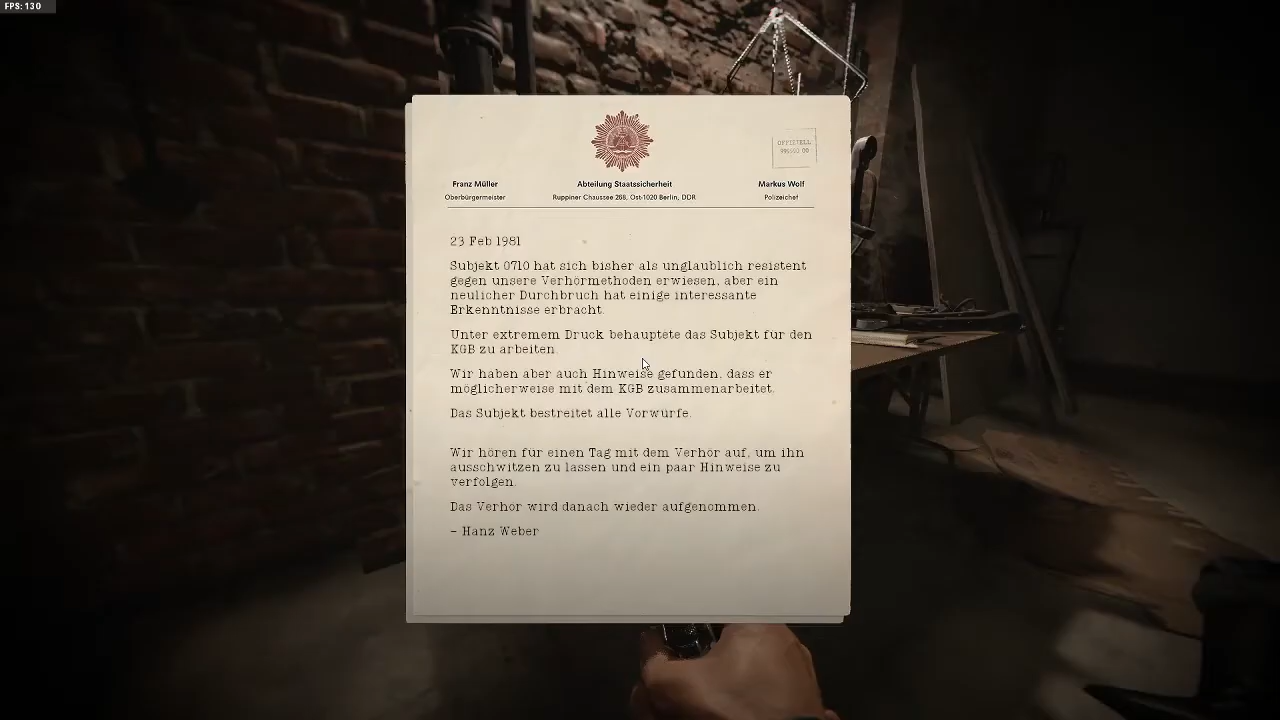 FPS: 130
OFFIZIELL
Franz Müller
Abteilung Staatssicherheit
Markus Wolf
Oberbürgermeister
Ruppiner Chaussee 268, Ost-1020 Berlin, DDR
Polizeichef
23 Feb 1981
Subjekt 0710 hat sich bisher als unglaublich resistent
gegen unsere Verhörmethoden erwiesen, aber ein
neulicher Durchbruch hat einige interessante
Erkenntnisse erbracht.
Unter extremem Druck behauptete das Subjekt für den
KGB zu arbeiten.
Wir haben aber auch Hinweise gefunden, dass er
möglicherweise mit dem KGB zusammenarbeitet.
Das Subjekt bestreitet alle Vorwürfe.
Wir hören für einen Tag mit dem Verhör auf, um ihn
ausschwitzen zu lassen und ein paar Hinweise zu
verfolgen.
Das Verhör wird danach wieder aufgenommen.
– Hanz Weber